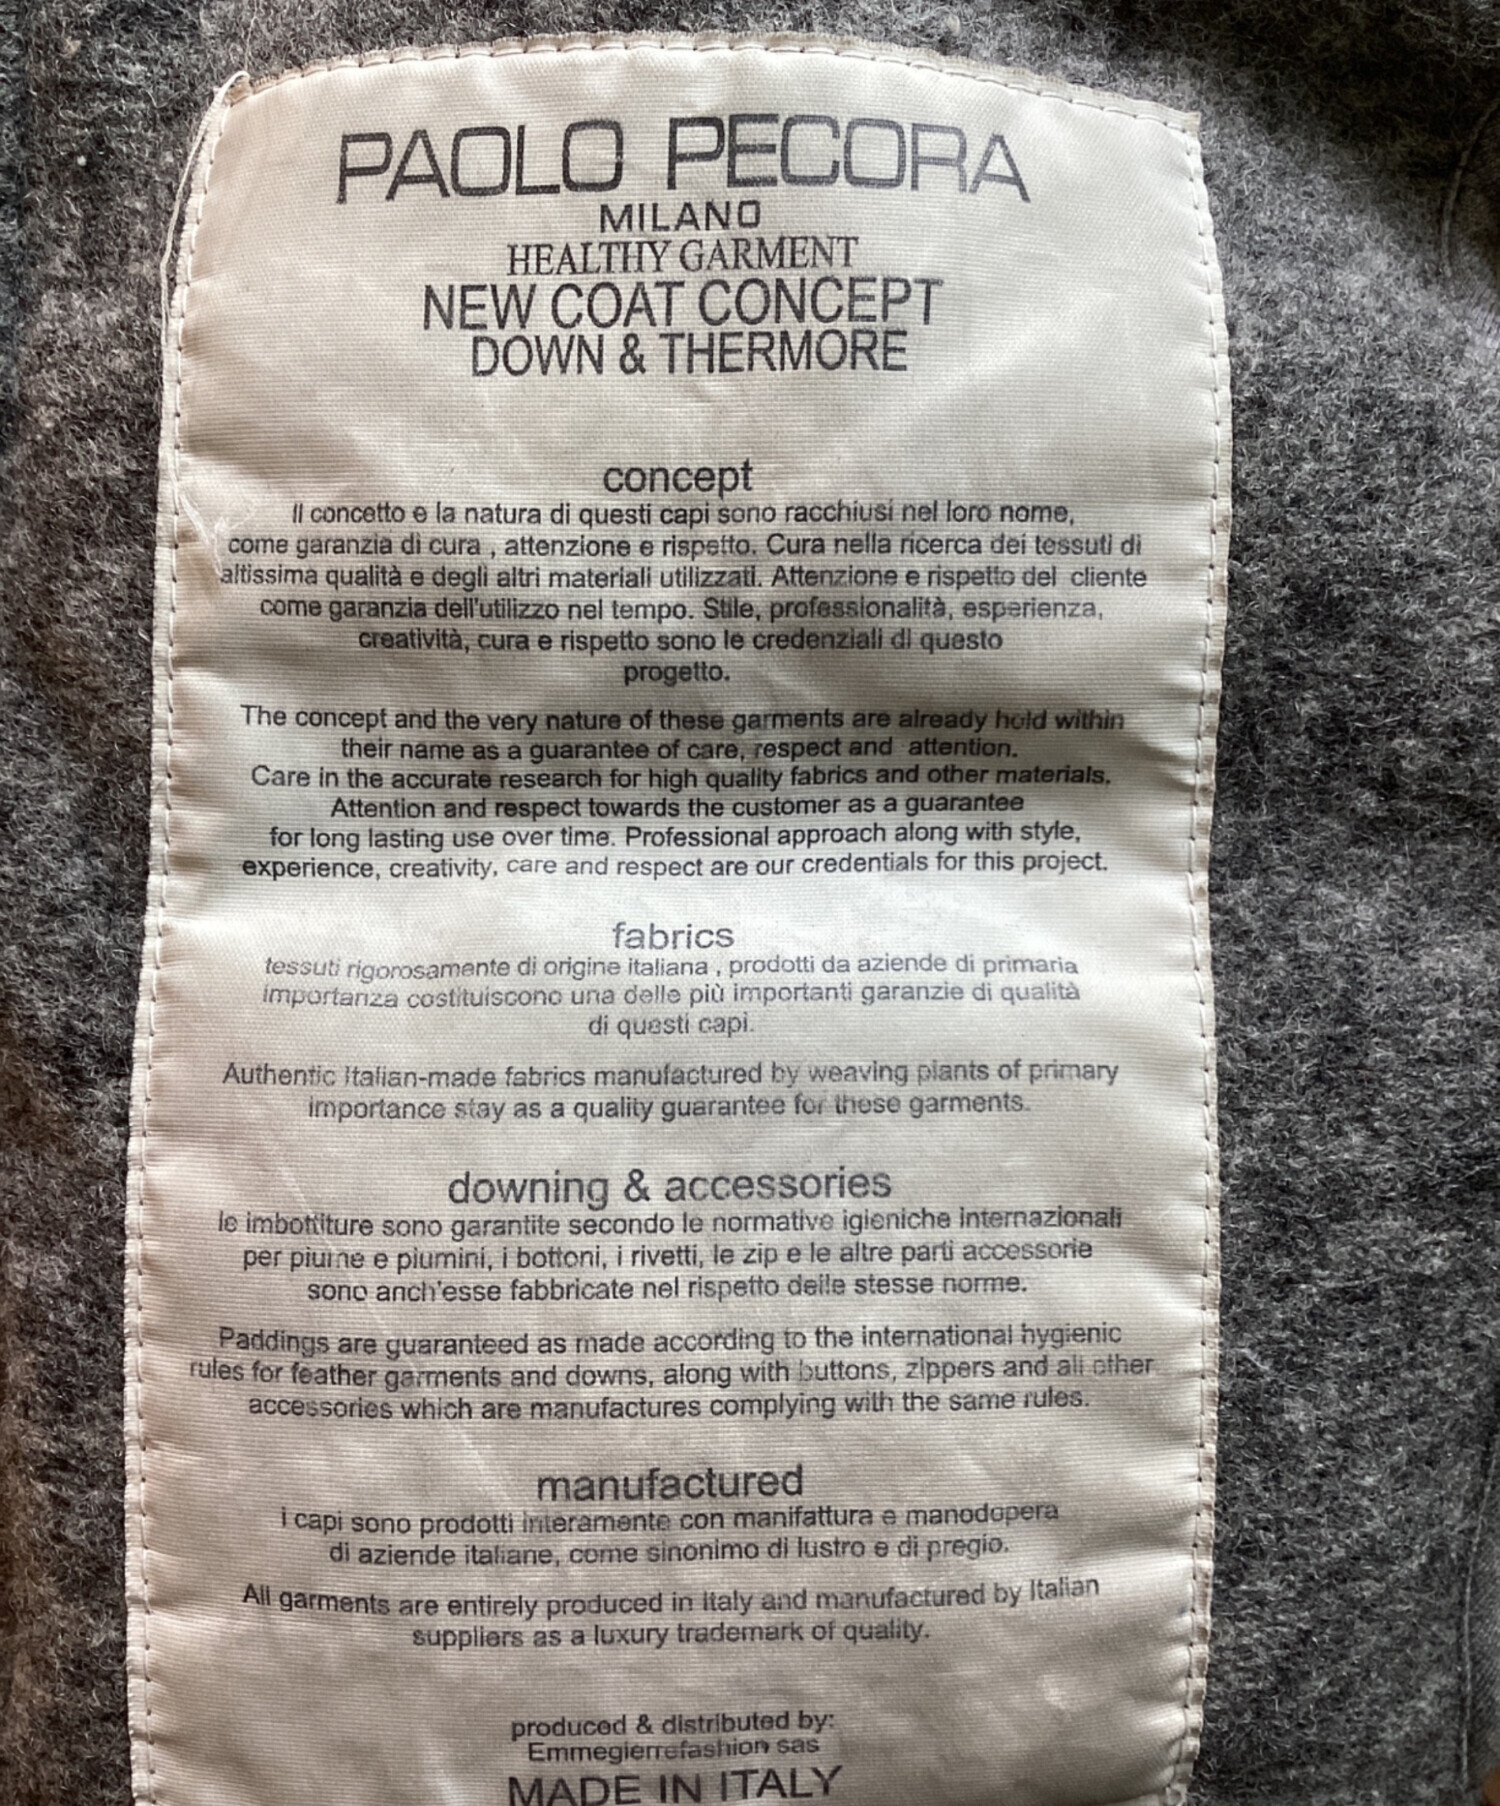 PAOLO PECORA
MILANO
HEALTHY GARMENT
NEW COAT CONCEPT
DOWN & THERMORE
concept
Il concetto e la natura di questi capi sono racchiusi nel loro nome,
come garanzia di cura , attenzione e rispetto. Cura nella ricerca dei tessuti di
altissima qualità e degli altri materiali utilizzati. Attenzione e rispetto del cliente
come garanzia dell'utilizzo nel tempo. Stile, professionalità, esperienza,
creatività, cura e rispetto sono le credenziali di questo
progetto.
The concept and the very nature of these garments are already hold within
their name as a guarantee of care, respect and attention.
Care in the accurate research for high quality fabrics and other materials.
Attention and respect towards the customer as a guarantee
for long lasting use over time. Professional approach along with style,
experience, creativity, care and respect are our credentials for this project.
fabrics
tessuti rigorosamente di origine italiana , prodotti da aziende di primaria
importanza costituiscono una delle più importanti garanzie di qualità
di questi capi.
Authentic Italian-made fabrics manufactured by weaving plants of primary
importance stay as a quality guarantee for these garments.
downing & accessories
le imbottiture sono garantite secondo le normative igieniche internazionali
per piume e piumini, i bottoni, i rivetti, le zip e le altre parti accessorie
sono anch'esse fabbricate nel rispetto delle stesse norme.
Paddings are guaranteed as made according to the international hygienic
rules for feather garments and downs, along with buttons, zippers and all other
accessories which are manufactures complying with the same rules.
manufactured
i capi sono prodotti interamente con manifattura e manodopera
di aziende italiane, come sinonimo di lustro e di pregio.
All garments are entirely produced in Italy and manufactured by Italian
suppliers as a luxury trademark of quality.
produced & distributed by:
Emmegierrefashion sas
MADE IN ITALY